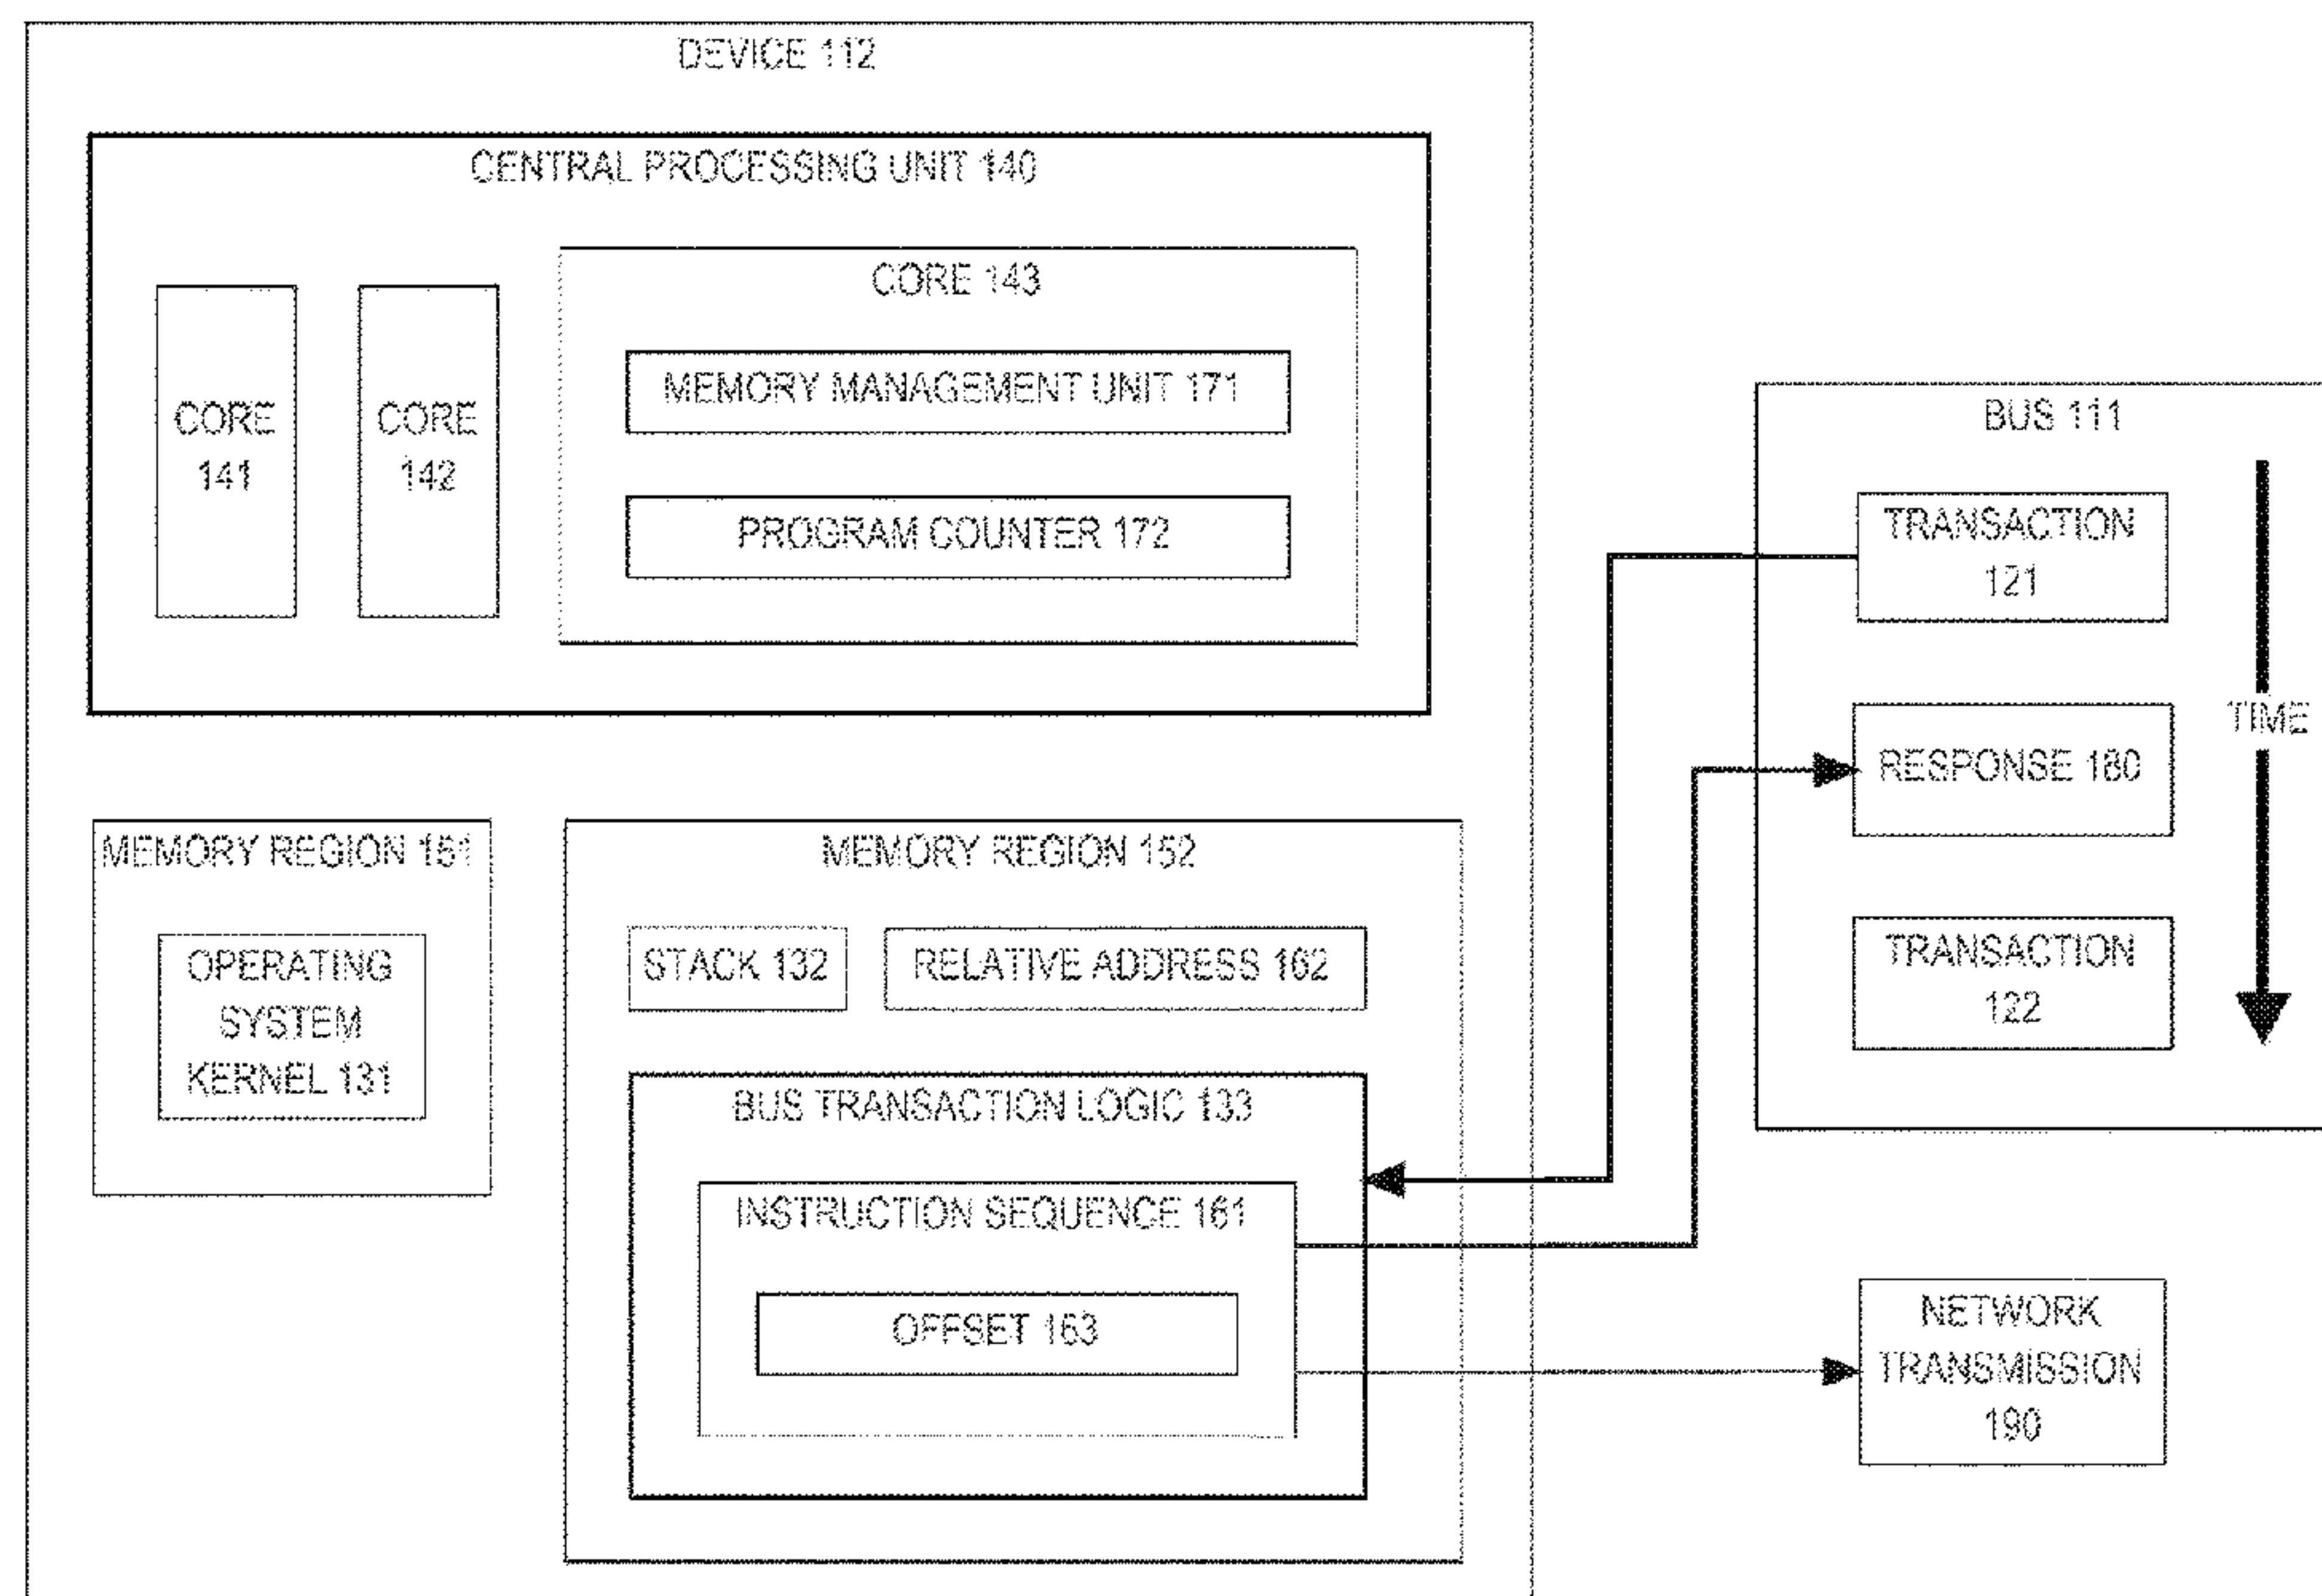 DEVICE 112
CENTRAL PROCESSING UNIT 140
CORE
141
CORE
142
CORE 143
MEMORY MANAGEMENT UNIT 171
PROGRAM COUNTER 172
MEMORY REGION 151
OPERATING
SYSTEM
KERNEL 131
MEMORY REGION 152
STACK 132
RELATIVE ADDRESS 162
BUS TRANSACTION LOGIC 133
INSTRUCTION SEQUENCE 161
OFFSET 163
BUS 111
TRANSACTION
121
RESPONSE 180
TRANSACTION
122
TIME
NETWORK
TRANSMISSION
190